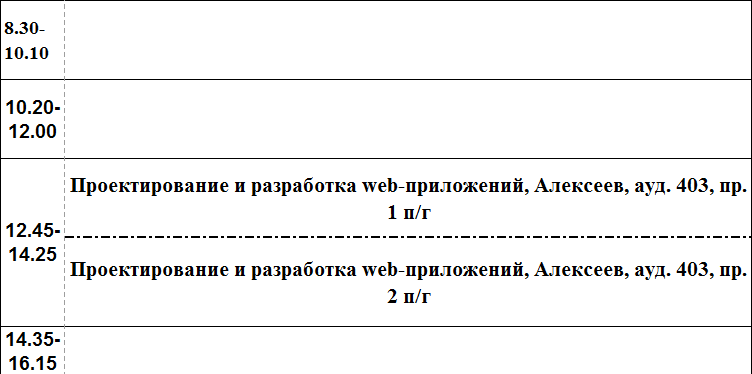 8.30-
10.10
10.20-
12.00
12.45-
14.25
Проектирование и разработка web-приложений, Алексеев, ауд. 403, пр.
1 п/г
Проектирование и разработка web-приложений, Алексеев, ауд. 403, пр.
2 п/г
14.35-
16.15